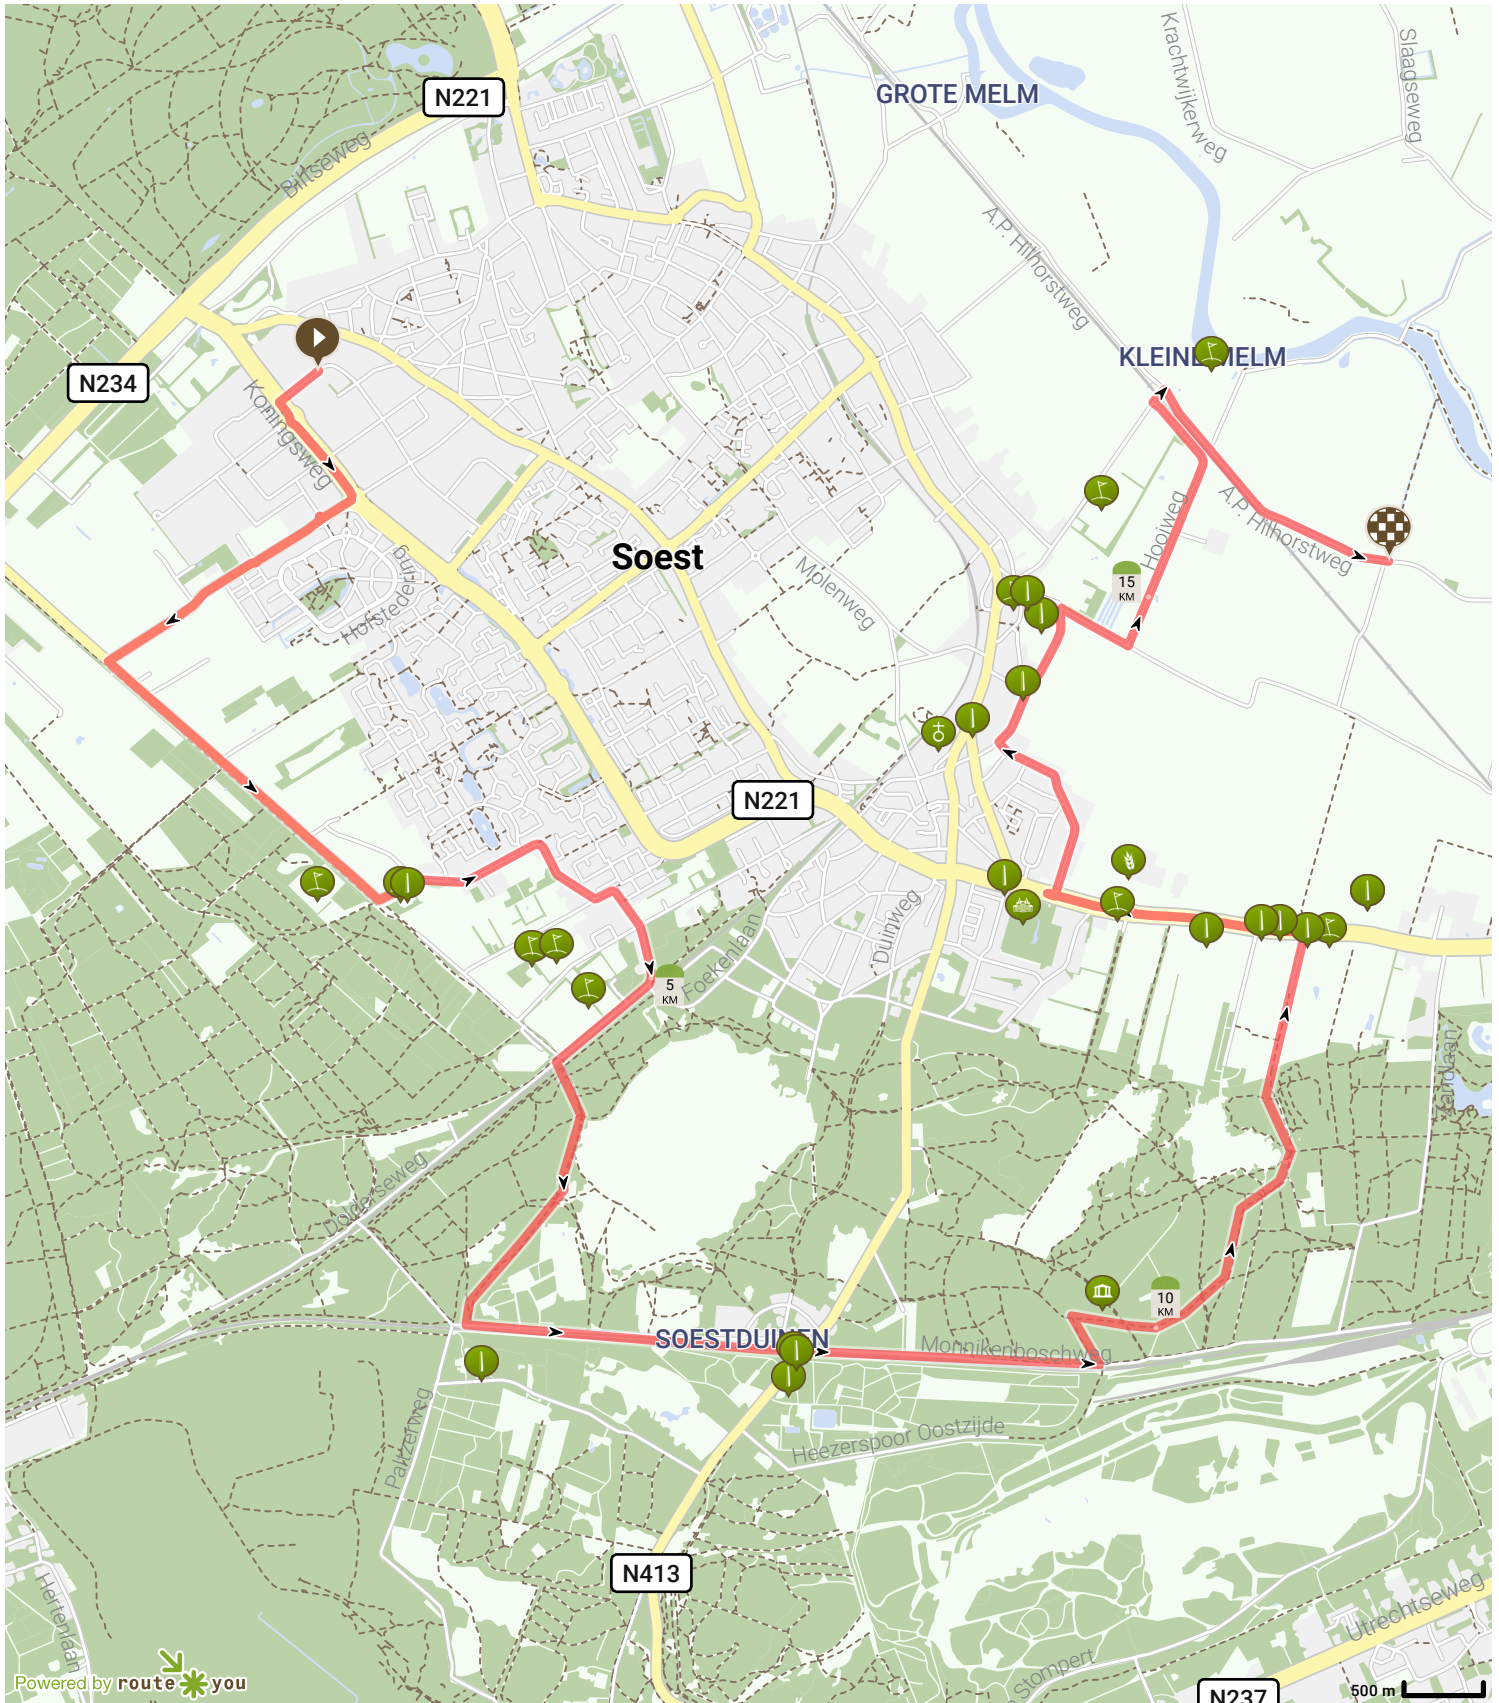 GROTE MELM
N221
Krachtwijkerweg
Slaagseweg
Biltseweg
A.P. Hilhorstweg
KLEINE MELM
N234
Koningsweg
A.P. Hilhorstweg
Hooiweg
Soest
Hofstedering
Molenweg
15
KM
N221
Duinweg
Foekenlaan
5
KM
Dolderseweg
10
KM
SOESTDUINEN
Monnikenboschweg
Paltzerweg
Heezerspoor Oostzijde
N413
Hertenlaan
Utrechtseweg
Stompert
Powered by routeyou
N237
500 m